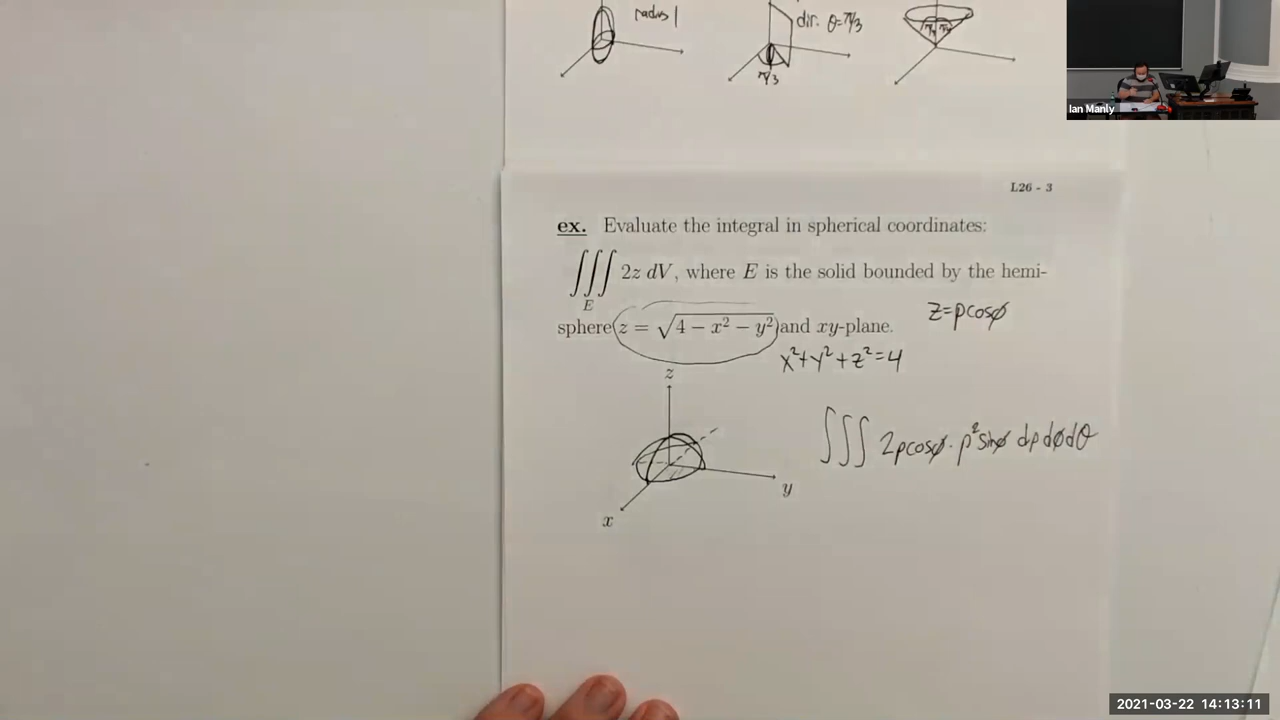 radius 1
dir. θ=π/3
π/3
Ian Manly
L26 - 3
ex. Evaluate the integral in spherical coordinates:
∭_E 2z dV, where E is the solid bounded by the hemi-
sphere z = √(4 − x² − y²) and xy-plane.
z=ρcosφ
x²+y²+z²=4
z
∭ 2ρcosφ · ρ²sinφ dρdφdθ
y
x
2021-03-22 14:13:11